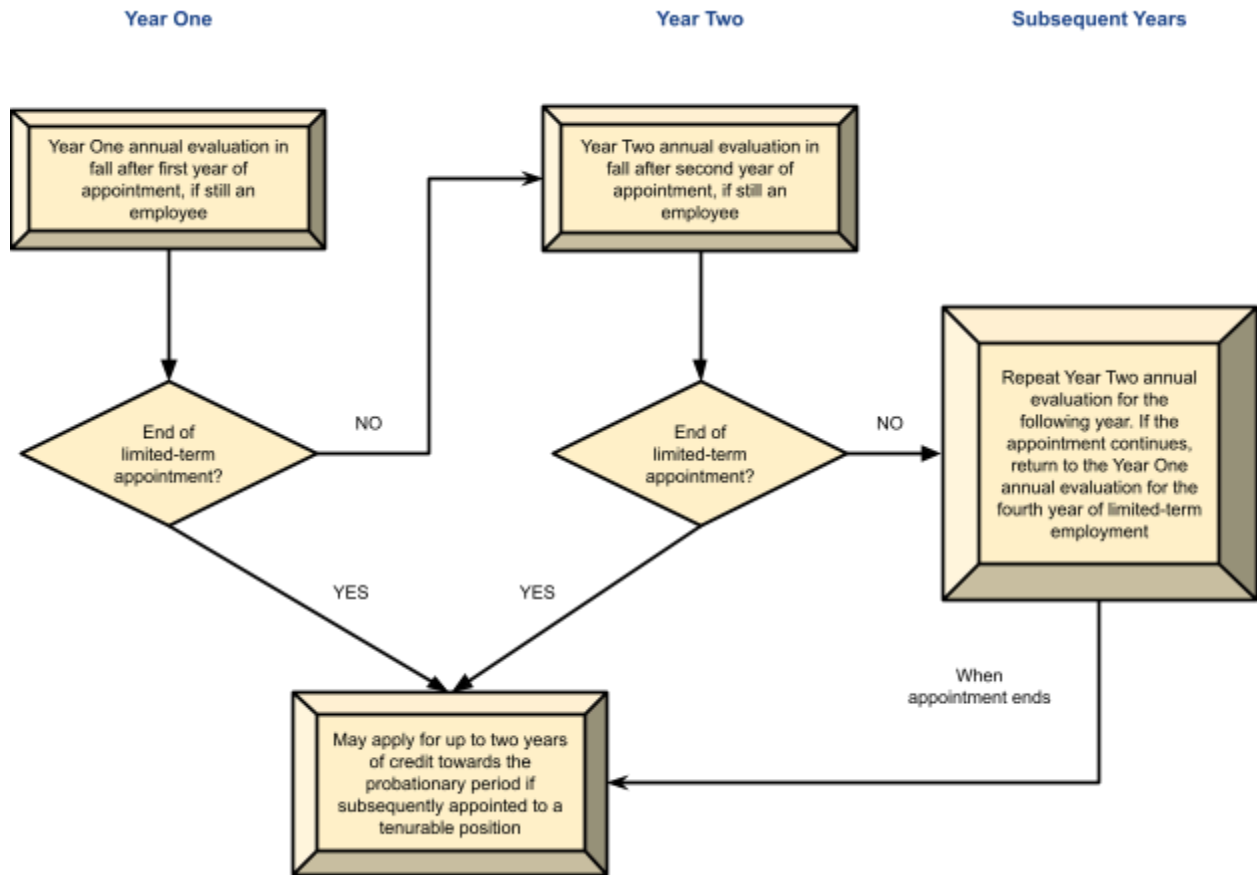 Year One
Year Two
Subsequent Years
Year One annual evaluation in
fall after first year of
appointment, if still an
employee
Year Two annual evaluation in
fall after second year of
appointment, if still an
employee
End of
limited-term
appointment?
NO
End of
limited-term
appointment?
NO
Repeat Year Two annual
evaluation for the
following year. If the
appointment continues,
return to the Year One
annual evaluation for the
fourth year of limited-term
employment
YES
YES
When
appointment ends
May apply for up to two years
of credit towards the
probationary period if
subsequently appointed to a
tenurable position